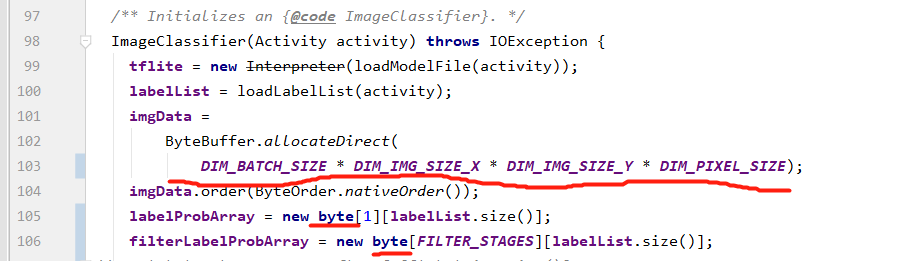 97 /** Initializes an {@code ImageClassifier}. */
98 ImageClassifier(Activity activity) throws IOException {
99 tflite = new Interpreter(loadModelFile(activity));
100 labelList = loadLabelList(activity);
101 imgData =
102 ByteBuffer.allocateDirect(
103 DIM_BATCH_SIZE * DIM_IMG_SIZE_X * DIM_IMG_SIZE_Y * DIM_PIXEL_SIZE);
104 imgData.order(ByteOrder.nativeOrder());
105 labelProbArray = new byte[1][labelList.size()];
106 filterLabelProbArray = new byte[FILTER_STAGES][labelList.size()];